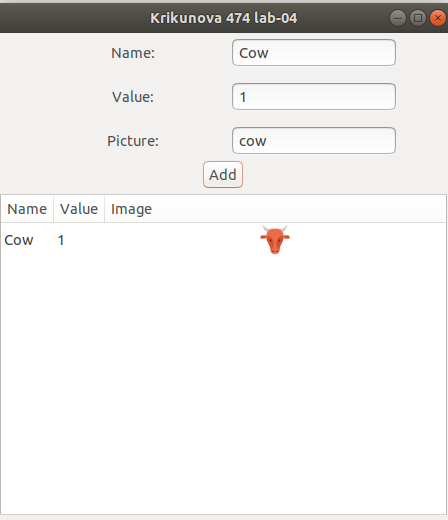 Krikunova 474 lab-04
Name: Cow
Value: 1
Picture: cow
Add
Name Value Image
Cow 1